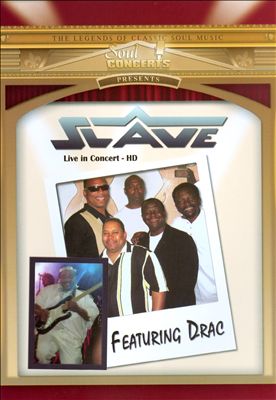 THE LEGENDS OF CLASSIC SOUL MUSIC
Soul
CONCERTS
PRESENTS
SLAVE
Live in Concert - HD
FEATURING DRAC